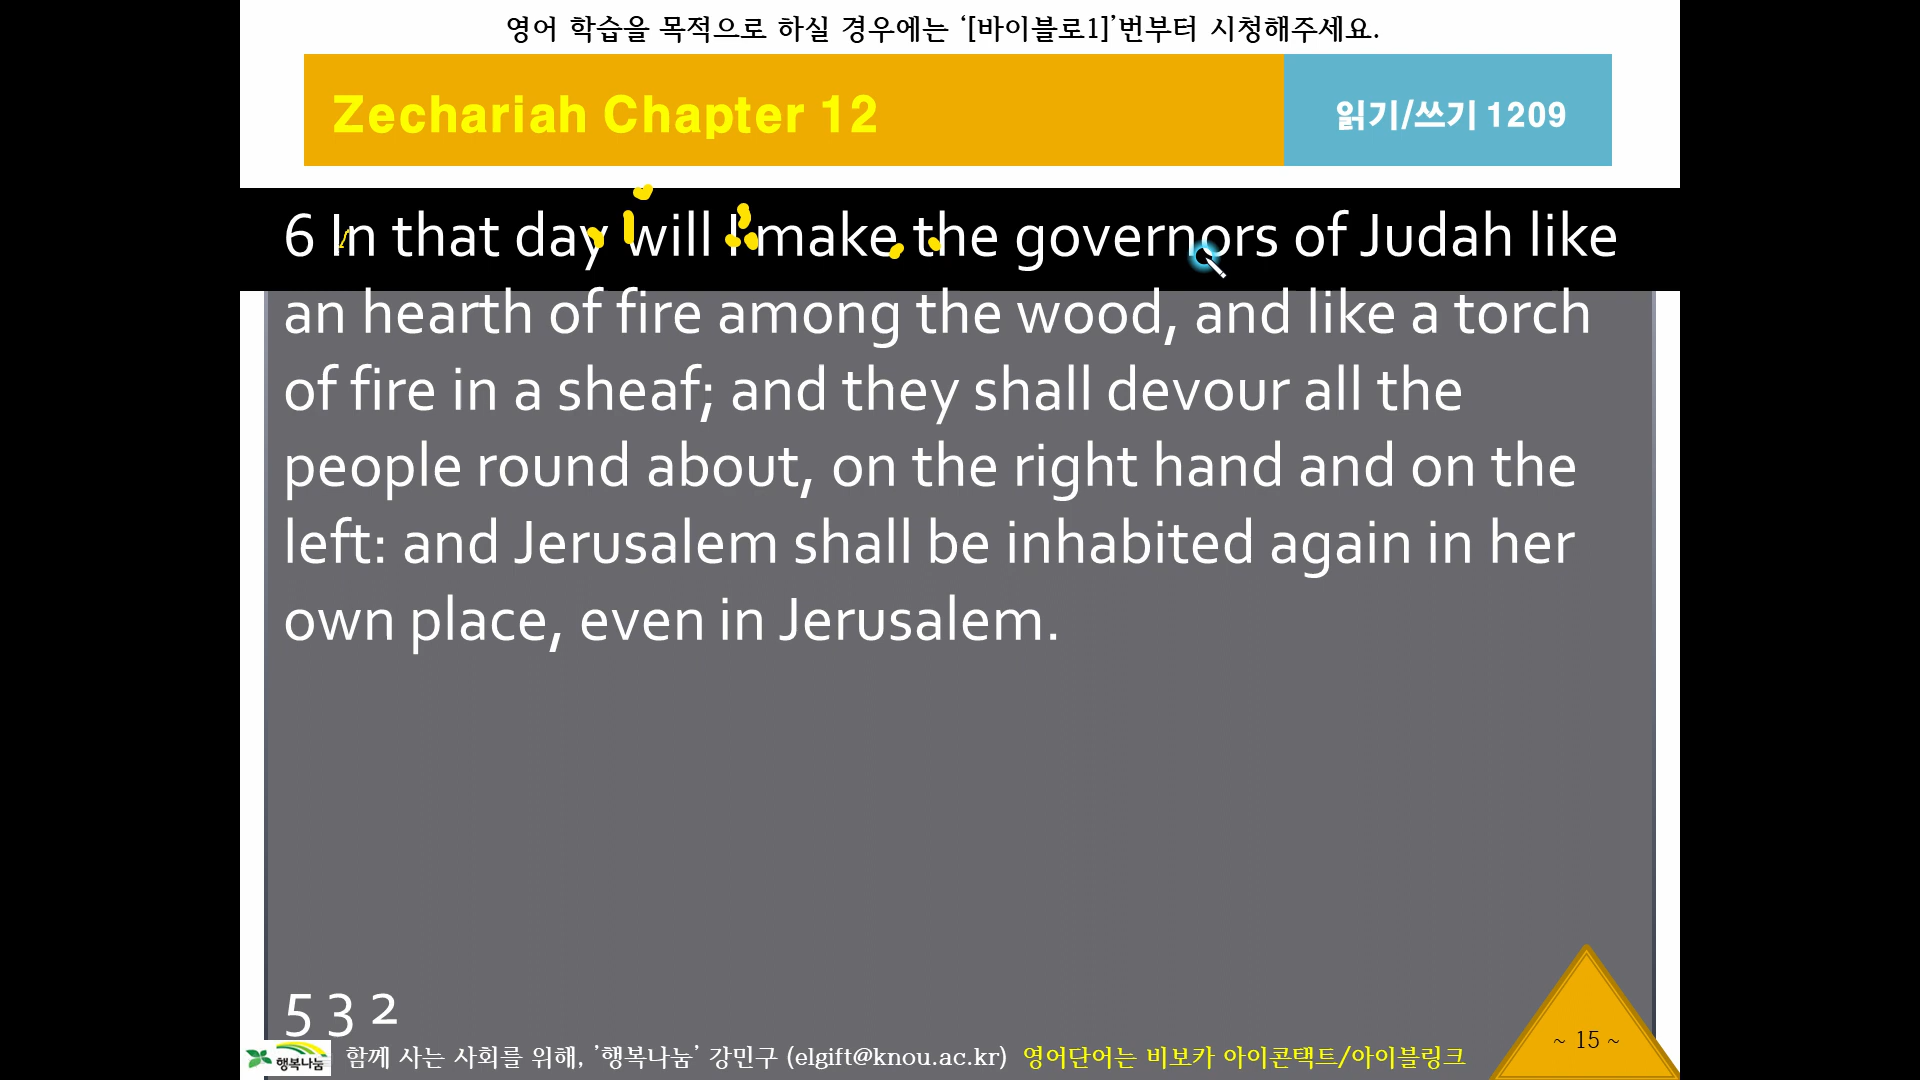 영어 학습을 목적으로 하실 경우에는 ‘[바이블로1]’번부터 시청해주세요.
Zechariah Chapter 12
읽기/쓰기 1209
6 In that day will I make the governors of Judah like
an hearth of fire among the wood, and like a torch
of fire in a sheaf; and they shall devour all the
people round about, on the right hand and on the
left: and Jerusalem shall be inhabited again in her
own place, even in Jerusalem.
5 3 2
~ 15 ~
행복나눔 함께 사는 사회를 위해, ’행복나눔’ 강민구 (elgift@knou.ac.kr) 영어단어는 비보카 아이콘택트/아이블링크